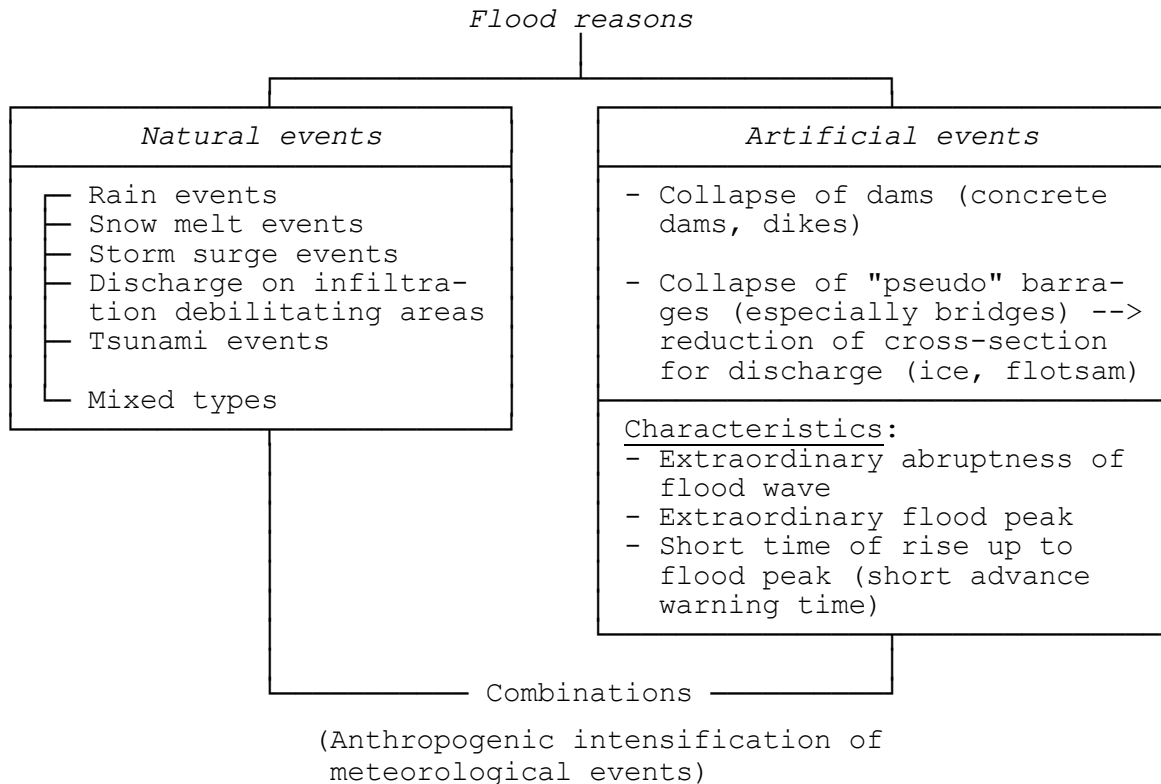 Flood reasons
Natural events
Rain events
Snow melt events
Storm surge events
Discharge on infiltra-
tion debilitating areas
Tsunami events
Mixed types
Artificial events
- Collapse of dams (concrete
dams, dikes)
- Collapse of "pseudo" barra-
ges (especially bridges) -->
reduction of cross-section
for discharge (ice, flotsam)
Characteristics:
- Extraordinary abruptness of
flood wave
- Extraordinary flood peak
- Short time of rise up to
flood peak (short advance
warning time)
Combinations
(Anthropogenic intensification of
meteorological events)